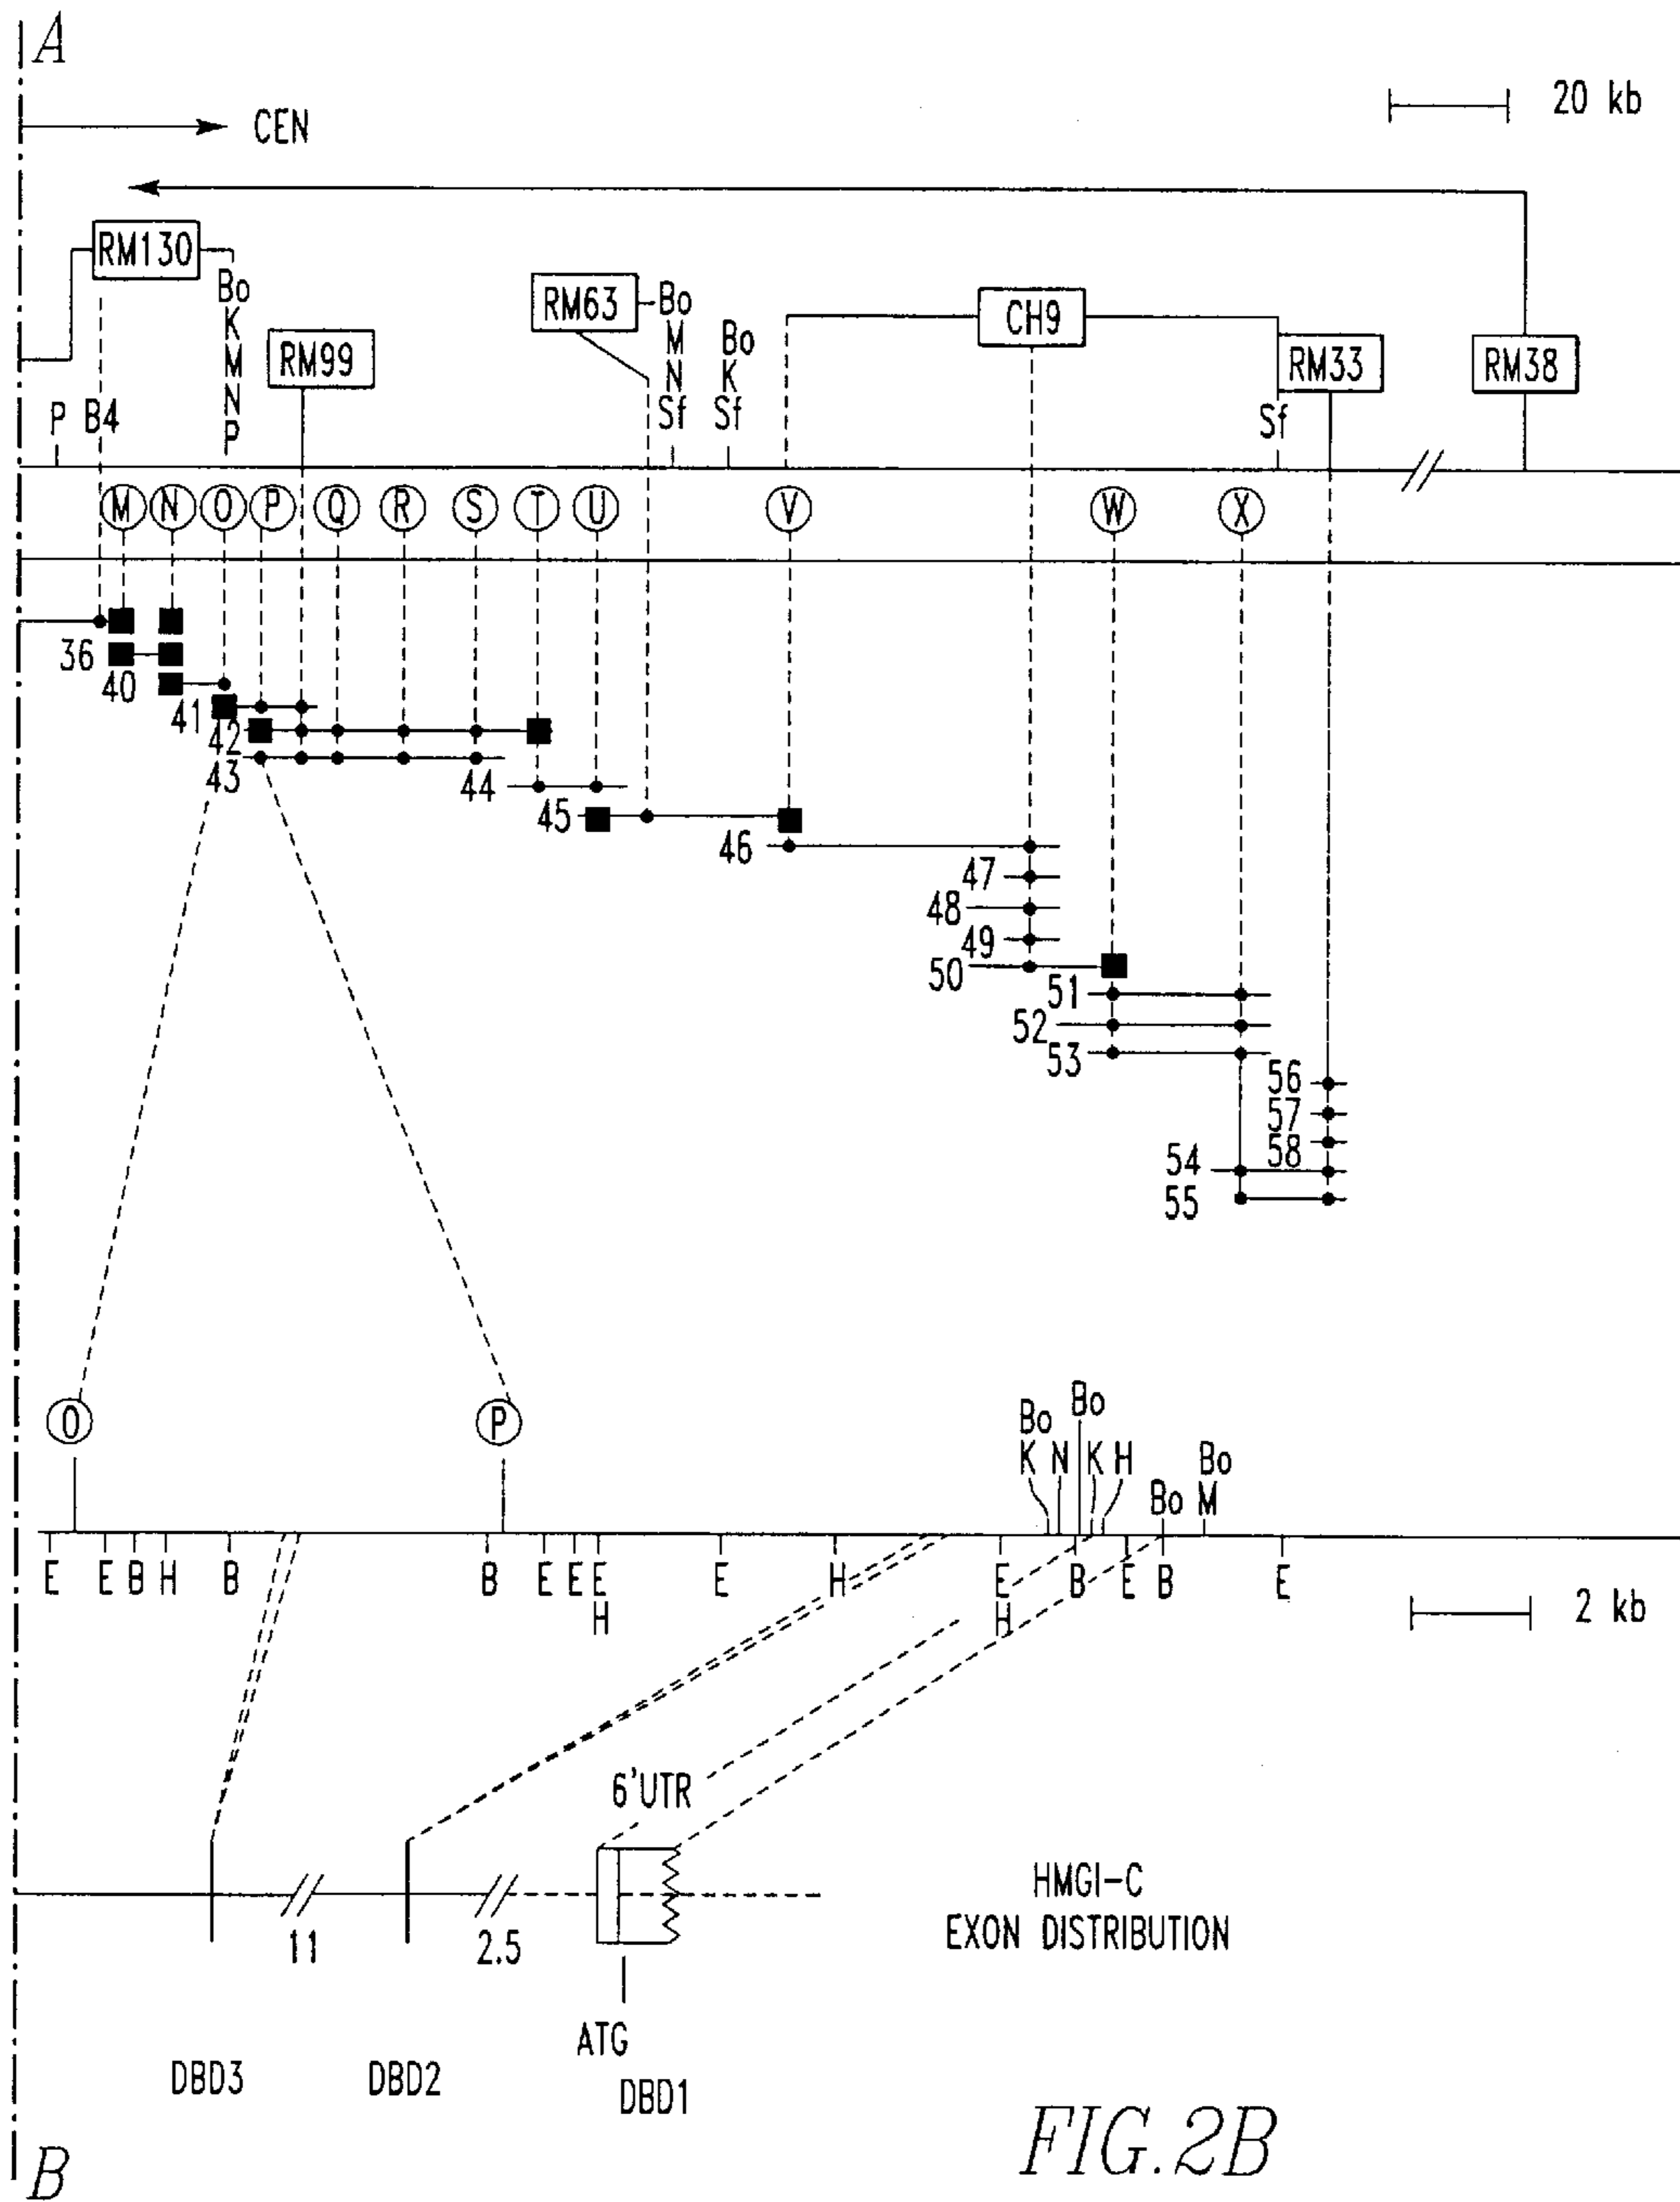 A
20 kb
CEN
RM130
Bo
K
M
N
P
RM99
RM63
Bo
M
N
Sf
Bo
K
Sf
CH9
RM33
RM38
P
B4
Sf
M N O P Q R S T U V W X
36
40
41
42
43
44
45
46
47
48
49
50
51
52
53
56
57
58
54
55
O
P
Bo
K
N
Bo
K
H
Bo
Bo
M
E E B H B B E E E
H
E H E
H
B E B E
2 kb
6'UTR
HMGI-C
EXON DISTRIBUTION
11
2.5
ATG
DBD3
DBD2
DBD1
FIG.2B
B